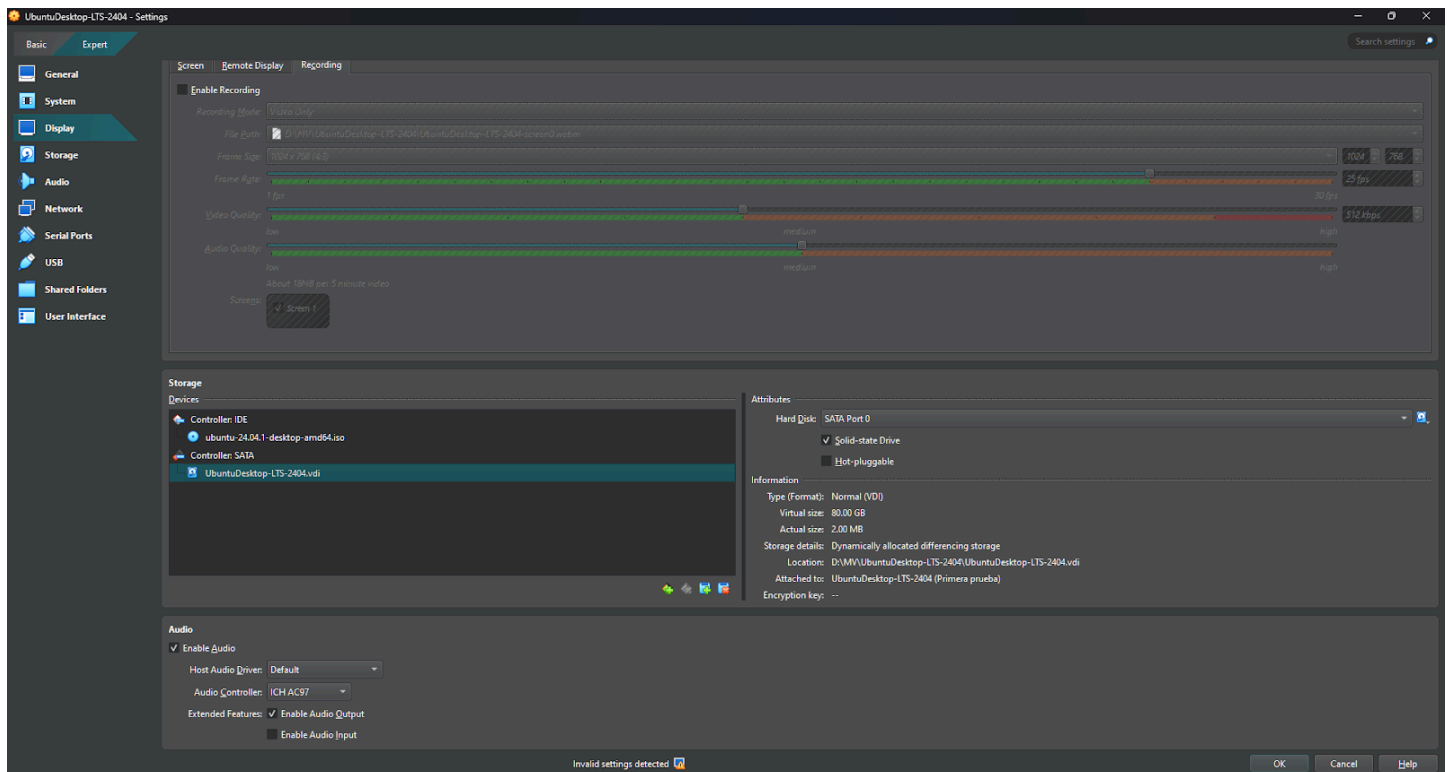 UbuntuDesktop-LTS-2404 - Settings
Basic Expert Search settings
General
System
Display
Storage
Audio
Network
Serial Ports
USB
Shared Folders
User Interface
Screen Remote Display Recording
Enable Recording
Recording Mode: Video Only
File Path: D:\MV\UbuntuDesktop-LTS-2404\UbuntuDesktop-LTS-2404-screen0.webm
Frame Size: 1024 x 768 (4:3) 1024 768
Frame Rate: 25 fps
1 fps 30 fps
Video Quality: 512 kbps
low medium high
Audio Quality:
low medium high
About 18MB per 5 minute video
Screens: Screen 1
Storage
Devices
Controller: IDE
ubuntu-24.04.1-desktop-amd64.iso
Controller: SATA
UbuntuDesktop-LTS-2404.vdi
Attributes
Hard Disk: SATA Port 0
Solid-state Drive
Hot-pluggable
Information
Type (Format): Normal (VDI)
Virtual size: 80.00 GB
Actual size: 2.00 MB
Storage details: Dynamically allocated differencing storage
Location: D:\MV\UbuntuDesktop-LTS-2404\UbuntuDesktop-LTS-2404.vdi
Attached to: UbuntuDesktop-LTS-2404 (Primera prueba)
Encryption key: --
Audio
Enable Audio
Host Audio Driver: Default
Audio Controller: ICH AC97
Extended Features: Enable Audio Output
Enable Audio Input
Invalid settings detected
OK Cancel Help